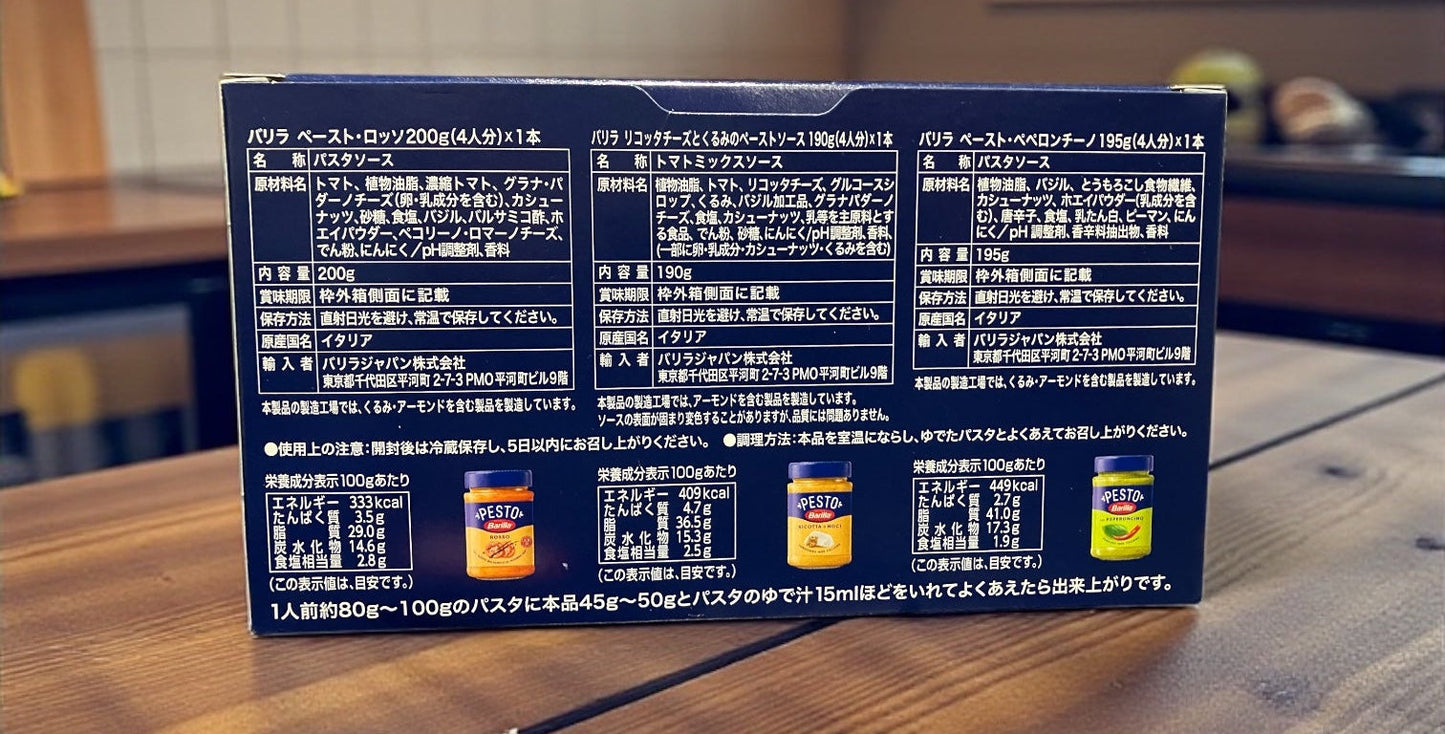 バリラ ペースト・ロッソ200g(4人分)×1本
名称 パスタソース
原材料名 トマト、植物油脂、濃縮トマト、グラナ・パ
ダーノチーズ(卵・乳成分を含む)、カシュー
ナッツ、砂糖、食塩、バジル、バルサミコ酢、ホ
エイパウダー、ペコリーノ・ロマーノチーズ、
でん粉、にんにく/pH調整剤、香料
内容量 200g
賞味期限 枠外箱側面に記載
保存方法 直射日光を避け、常温で保存してください。
原産国名 イタリア
輸入者 バリラジャパン株式会社
東京都千代田区平河町2-7-3 PMO平河町ビル9階
本製品の製造工場では、くるみ・アーモンドを含む製品を製造しています。
バリラ リコッタチーズとくるみのペーストソース 190g(4人分)×1本
名称 トマトミックスソース
原材料名 植物油脂、トマト、リコッタチーズ、グルコースシ
ロップ、くるみ、バジル加工品、グラナパダーノ
チーズ、食塩、カシューナッツ、乳等を主原料とす
る食品、でん粉、砂糖、にんにく/pH調整剤、香料、
(一部に卵・乳成分・カシューナッツ・くるみを含む)
内容量 190g
賞味期限 枠外箱側面に記載
保存方法 直射日光を避け、常温で保存してください。
原産国名 イタリア
輸入者 バリラジャパン株式会社
東京都千代田区平河町2-7-3 PMO平河町ビル9階
本製品の製造工場では、アーモンドを含む製品を製造しています。
ソースの表面が固まり変色することがありますが、品質には問題ありません。
バリラ ペースト・ペペロンチーノ 195g(4人分)×1本
名称 パスタソース
原材料名 植物油脂、バジル、とうもろこし食物繊維、
カシューナッツ、ホエイパウダー(乳成分を
含む)、唐辛子、食塩、乳たん白、ピーマン、にん
にく/pH調整剤、香辛料抽出物、香料
内容量 195g
賞味期限 枠外箱側面に記載
保存方法 直射日光を避け、常温で保存してください。
原産国名 イタリア
輸入者 バリラジャパン株式会社
東京都千代田区平河町2-7-3 PMO平河町ビル9階
本製品の製造工場では、くるみ・アーモンドを含む製品を製造しています。
●使用上の注意:開封後は冷蔵保存し、5日以内にお召し上がりください。 ●調理方法:本品を室温にならし、ゆでたパスタとよくあえてお召し上がりください。
栄養成分表示100gあたり
エネルギー 333kcal
たんぱく質 3.5g
脂質 29.0g
炭水化物 14.6g
食塩相当量 2.8g
(この表示値は、目安です。)
PESTO
Barilla
ROSSO
栄養成分表示100gあたり
エネルギー 409kcal
たんぱく質 4.7g
脂質 36.5g
炭水化物 15.3g
食塩相当量 2.5g
(この表示値は、目安です。)
PESTO
Barilla
RICOTTA & NOCI
栄養成分表示100gあたり
エネルギー 449kcal
たんぱく質 2.7g
脂質 41.0g
炭水化物 17.3g
食塩相当量 1.9g
(この表示値は、目安です。)
PESTO
Barilla
PEPERONCINO
1人前約80g〜100gのパスタに本品45g〜50gとパスタのゆで汁15mlほどをいれてよくあえたら出来上がりです。